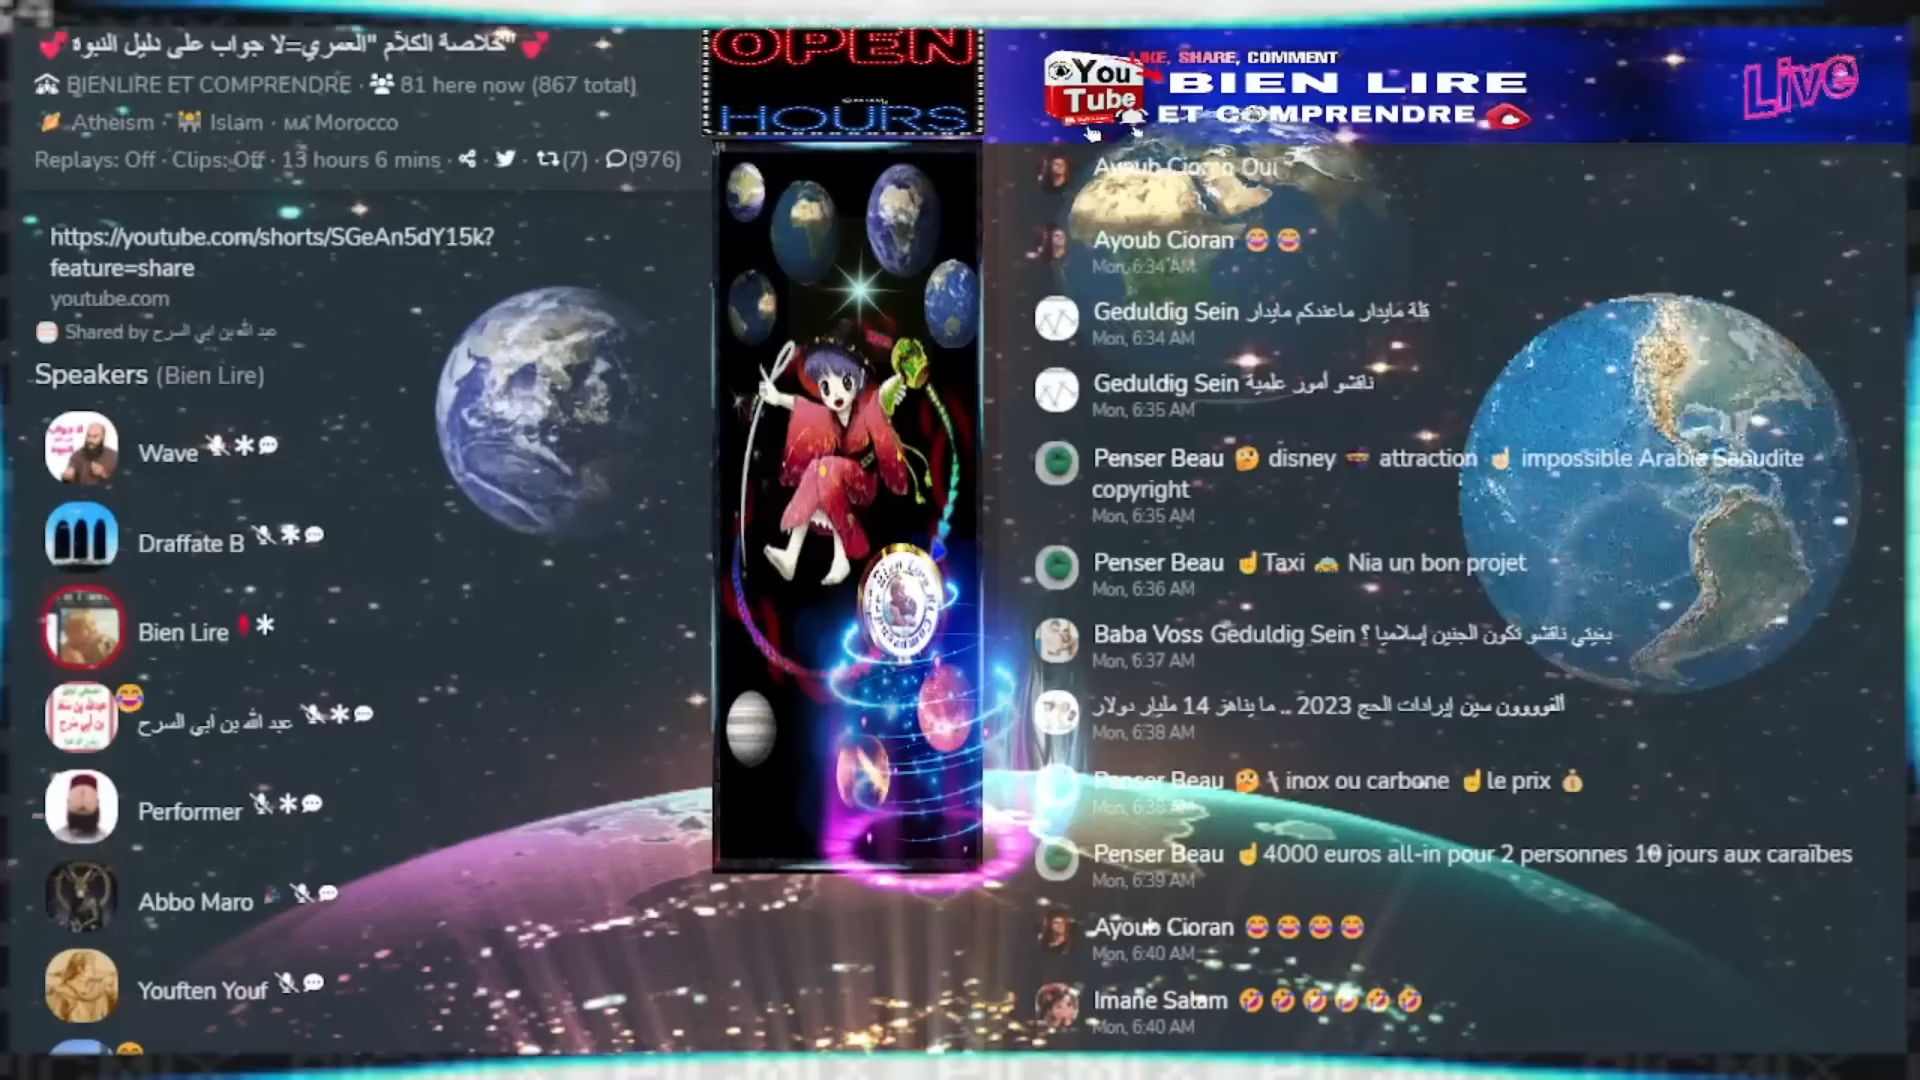 💕 خلاصة الكلام "العمري=لا جواب على دليل النبوة" 💕
BIENLIRE ET COMPRENDRE · 81 here now (867 total)
Atheism · Islam · MA Morocco
Replays: Off · Clips: Off · 13 hours 6 mins · (7) · (976)
https://youtube.com/shorts/SGeAn5dY15k?
feature=share
youtube.com
Shared by عبد الله بن ابي السرح
Speakers (Bien Lire)
Wave
Draffate B
Bien Lire
عبد الله بن ابي السرح
Performer
Abbo Maro
Youften Youf
OPEN
HOURS
You
Tube
LIKE, SHARE, COMMENT
BIEN LIRE
ET COMPRENDRE
Live
Ayoub Cioran Oui
Ayoub Cioran 😂 😂
Mon, 6:34 AM
Geduldig Sein قلة مايدار ماعندكم مايدار
Mon, 6:34 AM
Geduldig Sein ناقشو أمور علمية
Mon, 6:35 AM
Penser Beau 🤔 disney attraction ☝ impossible Arabie Saoudite
copyright
Mon, 6:35 AM
Penser Beau ☝Taxi Nia un bon projet
Mon, 6:36 AM
Baba Voss Geduldig Sein بغيتي ناقشو تكون الجنين إسلاميا ؟
Mon, 6:37 AM
ألفوووون سين إيرادات الحج 2023 .. ما يناهز 14 مليار دولار
Mon, 6:38 AM
Penser Beau 🤔 \ inox ou carbone ☝le prix 💰
Mon, 6:38 AM
Penser Beau ☝4000 euros all-in pour 2 personnes 10 jours aux caraïbes
Mon, 6:39 AM
Ayoub Cioran 😂 😂 😂 😂
Mon, 6:40 AM
Imane Salam 🤣 🤣 🤣 🤣 🤣 🤣
Mon, 6:40 AM